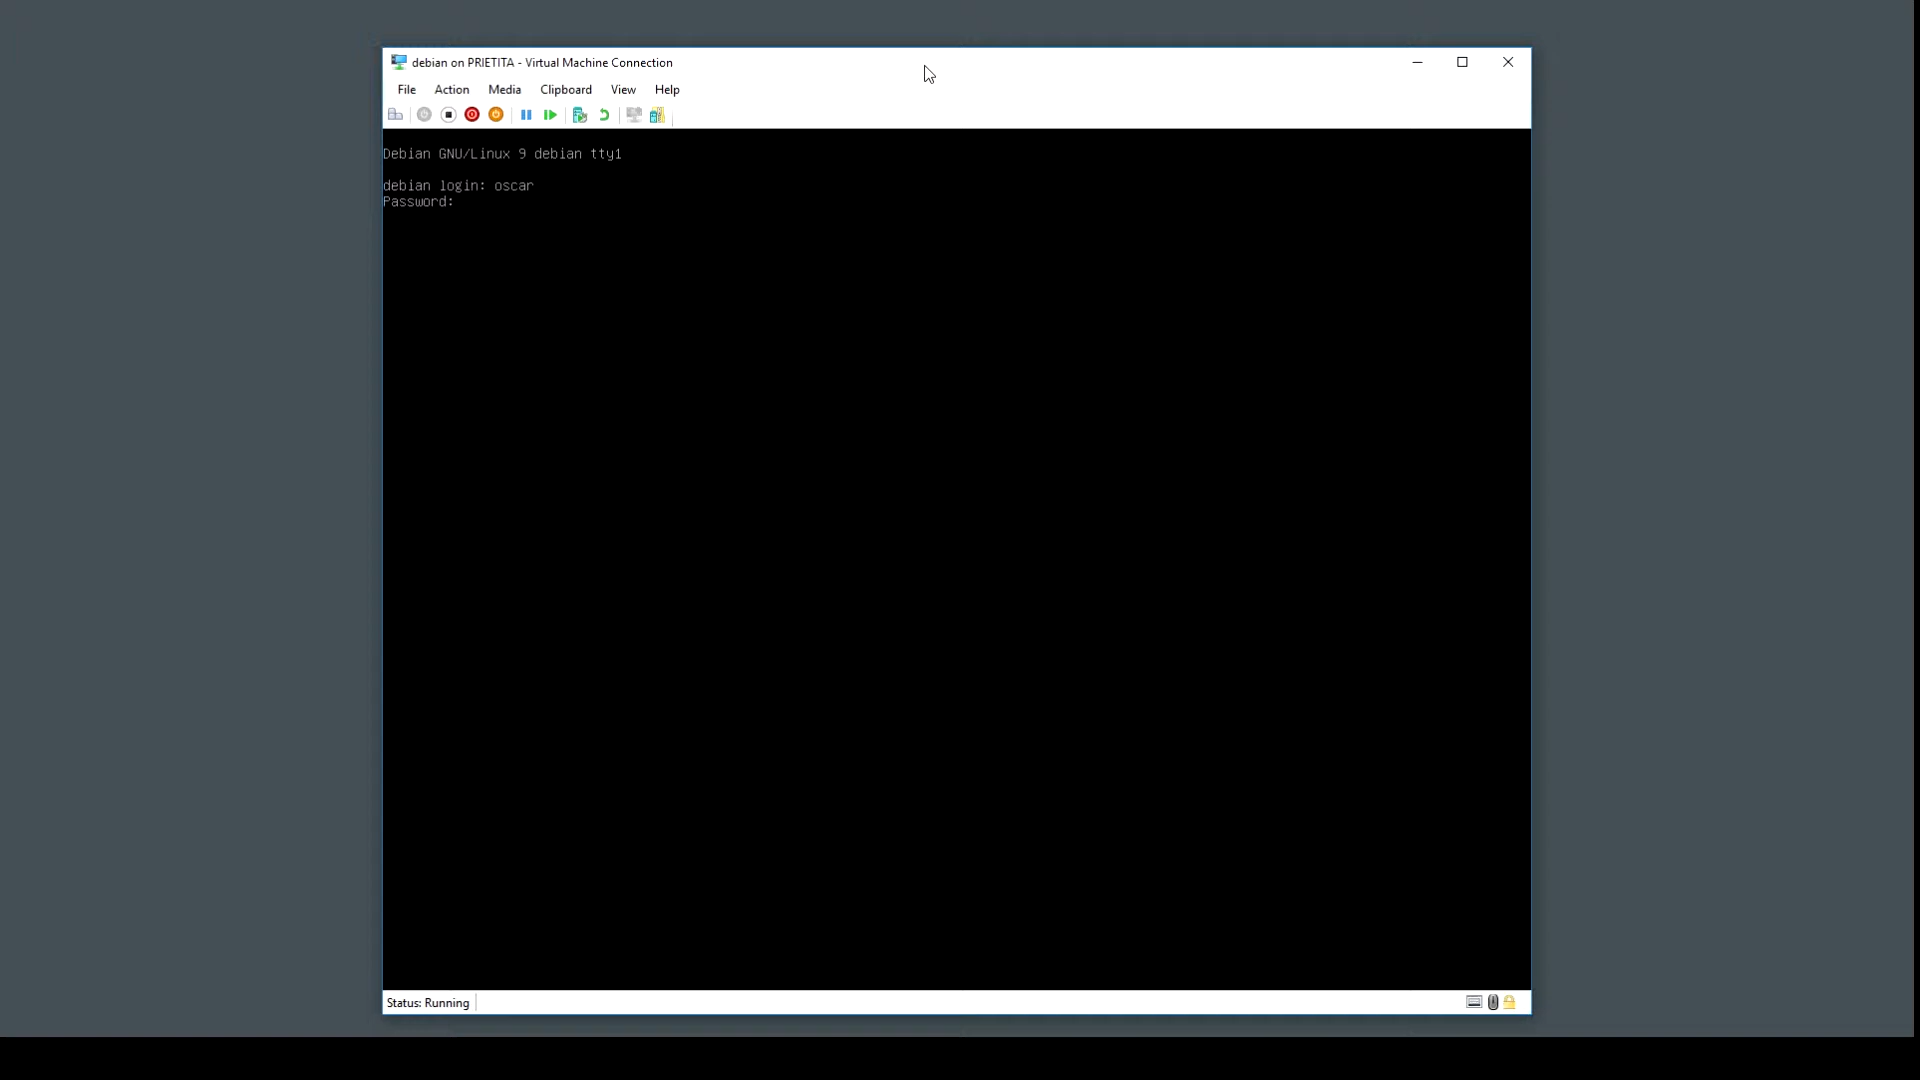 debian on PRIETITA - Virtual Machine Connection
File Action Media Clipboard View Help
Debian GNU/Linux 9 debian tty1
debian login: oscar
Password:
Status: Running